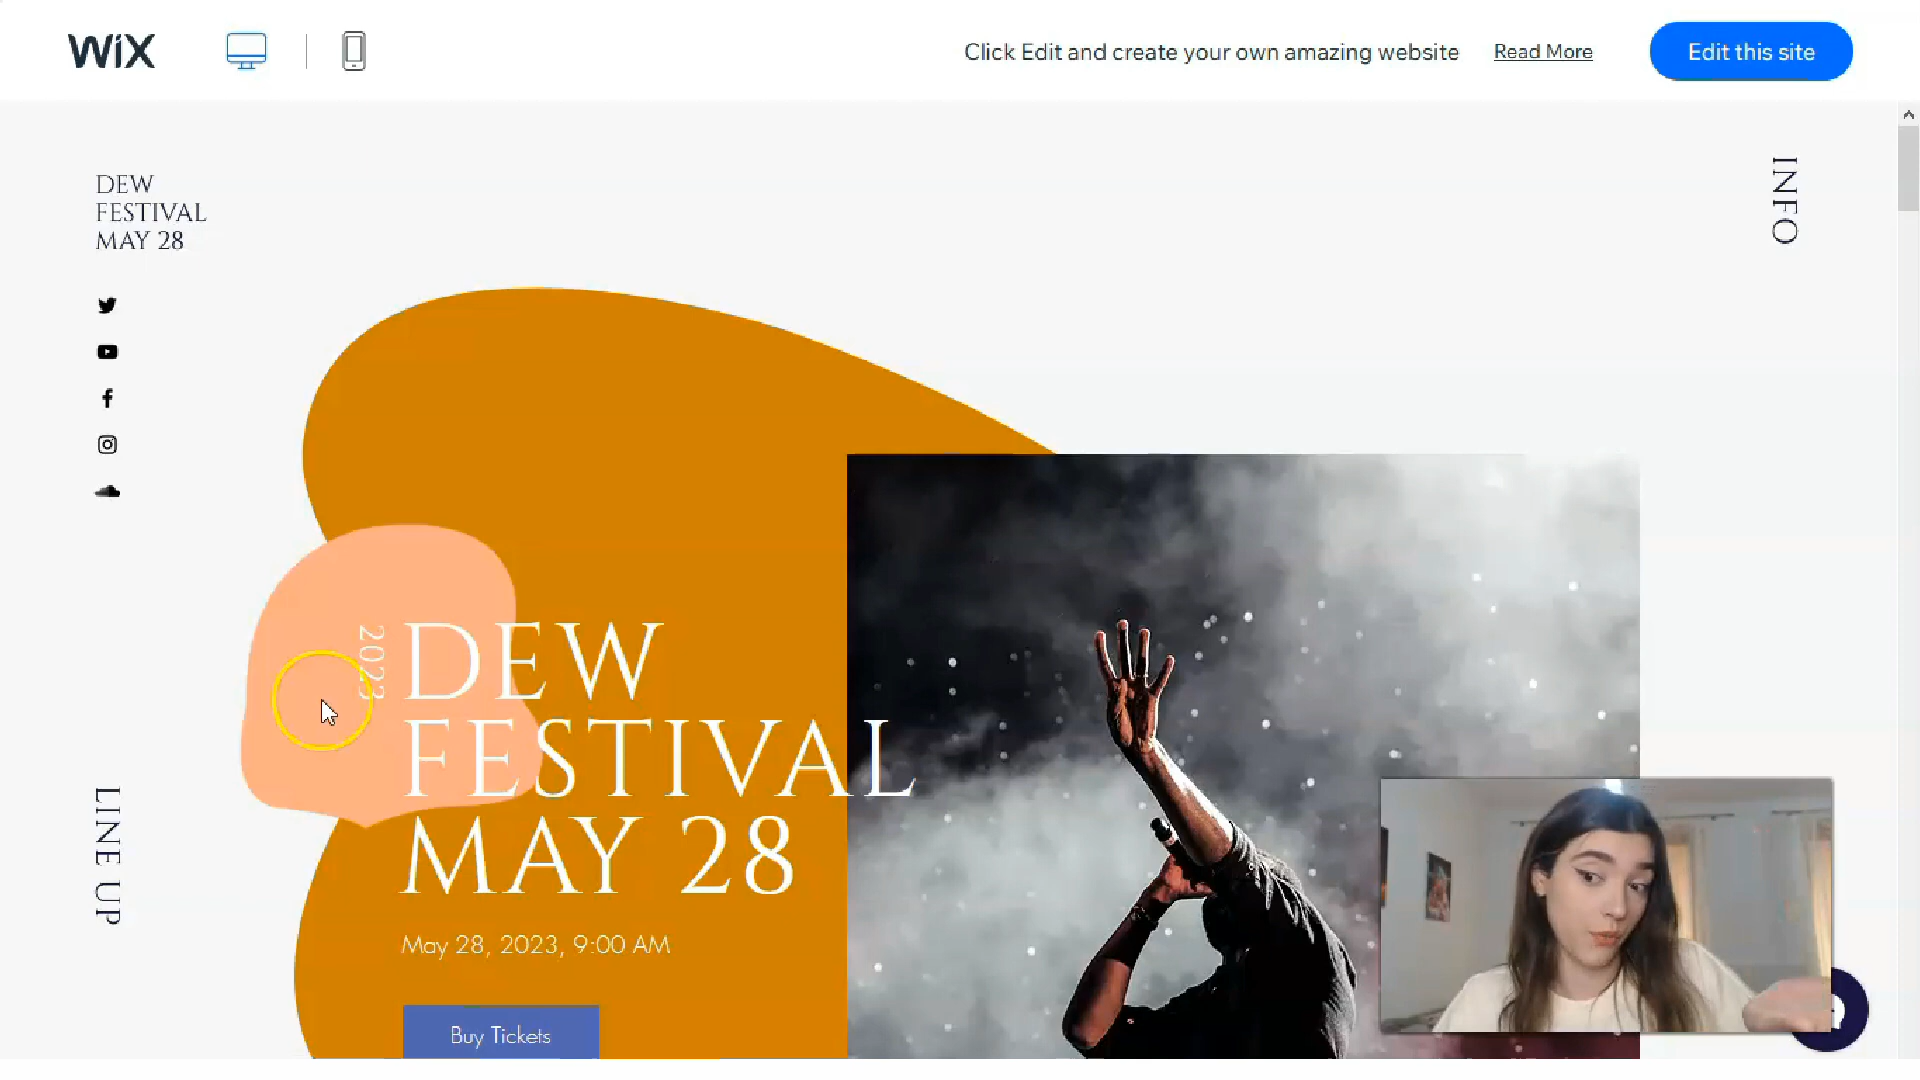 WiX
Click Edit and create your own amazing website
Read More
Edit this site
DEW
FESTIVAL
MAY 28
INFO
2023
DEW
FESTIVAL
MAY 28
LINE UP
May 28, 2023, 9:00 AM
Buy Tickets